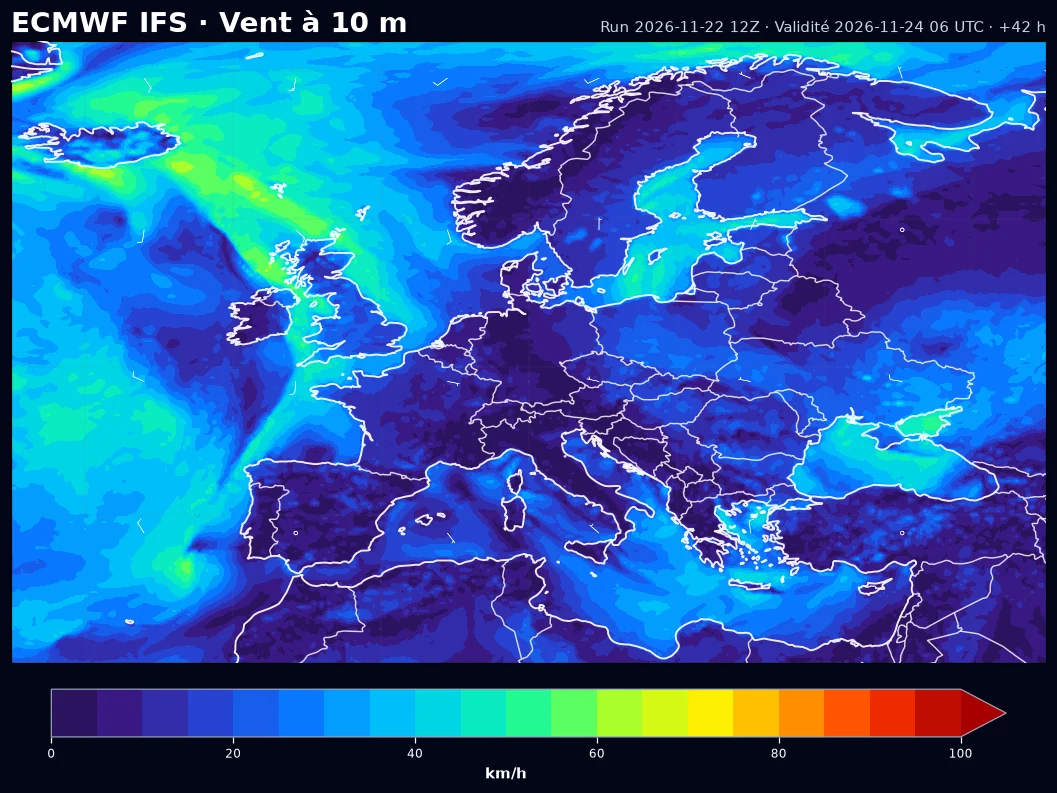 ECMWF IFS · Vent à 10 m
Run 2026-11-22 12Z · Validité 2026-11-24 06 UTC · +42 h
0 20 40 60 80 100
km/h